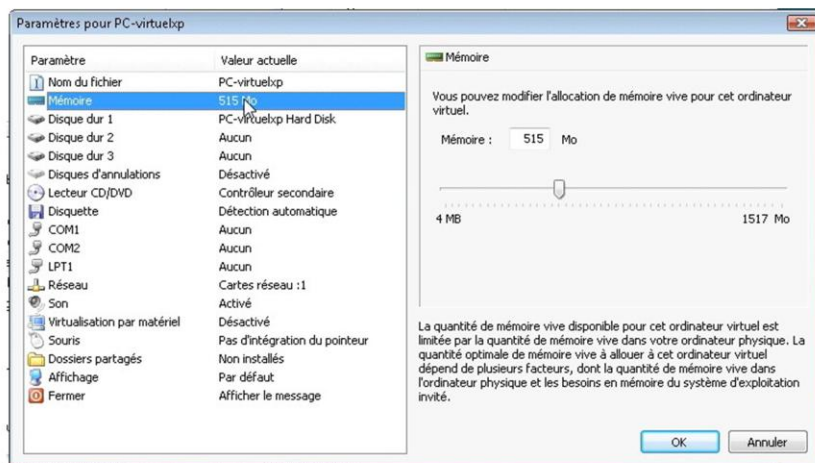 Paramètres pour PC-virtuelxp
Paramètre Valeur actuelle
Nom du fichier PC-virtuelxp
Mémoire 515 Mo
Disque dur 1 PC-virtuelxp Hard Disk
Disque dur 2 Aucun
Disque dur 3 Aucun
Disques d'annulations Désactivé
Lecteur CD/DVD Contrôleur secondaire
Disquette Détection automatique
COM1 Aucun
COM2 Aucun
LPT1 Aucun
Réseau Cartes réseau :1
Son Activé
Virtualisation par matériel Désactivé
Souris Pas d'intégration du pointeur
Dossiers partagés Non installés
Affichage Par défaut
Fermer Afficher le message
Mémoire
Vous pouvez modifier l'allocation de mémoire vive pour cet ordinateur
virtuel.
Mémoire : 515 Mo
4 MB 1517 Mo
La quantité de mémoire vive disponible pour cet ordinateur virtuel est
limitée par la quantité de mémoire vive dans votre ordinateur physique. La
quantité optimale de mémoire vive à allouer à cet ordinateur virtuel
dépend de plusieurs facteurs, dont la quantité de mémoire vive dans
l'ordinateur physique et les besoins en mémoire du système d'exploitation
invité.
OK Annuler